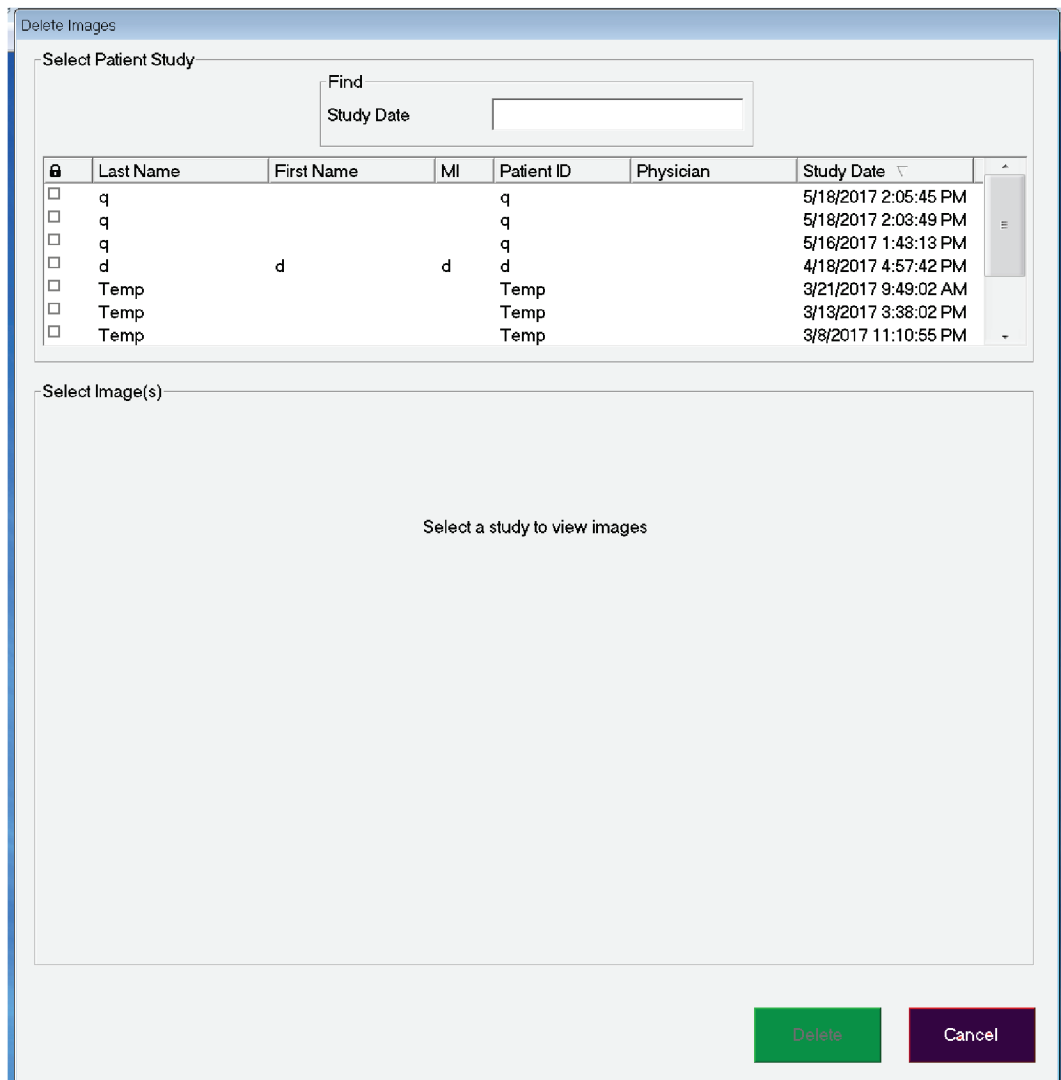 Delete Images
Select Patient Study
Find
Study Date
Last Name First Name MI Patient ID Physician Study Date
q q 5/18/2017 2:05:45 PM
q q 5/18/2017 2:03:49 PM
q q 5/16/2017 1:43:13 PM
d d d d 4/18/2017 4:57:42 PM
Temp Temp 3/21/2017 9:49:02 AM
Temp Temp 3/13/2017 3:38:02 PM
Temp Temp 3/8/2017 11:10:55 PM
Select Image(s)
Select a study to view images
Delete Cancel